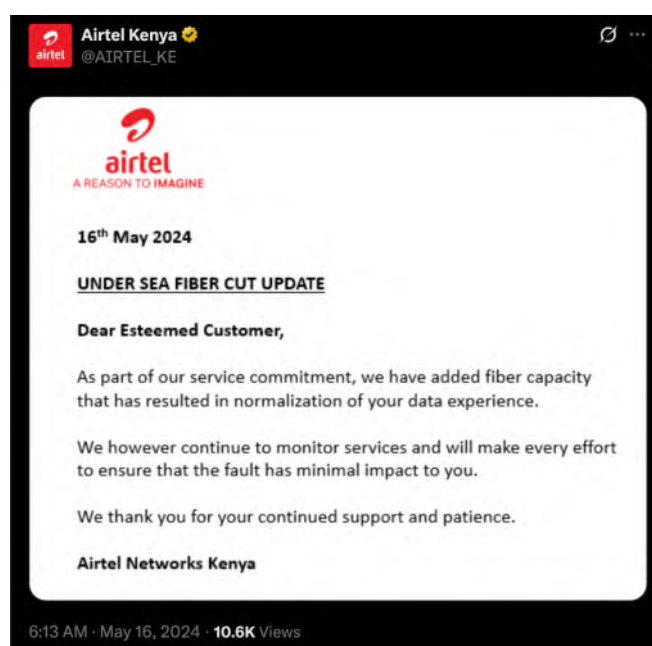 Airtel Kenya
airtel
@AIRTEL_KE
airtel
A REASON TO IMAGINE
16th May 2024
UNDER SEA FIBER CUT UPDATE
Dear Esteemed Customer,
As part of our service commitment, we have added fiber capacity
that has resulted in normalization of your data experience.
We however continue to monitor services and will make every effort
to ensure that the fault has minimal impact to you.
We thank you for your continued support and patience.
Airtel Networks Kenya
6:13 AM · May 16, 2024 · 10.6K Views